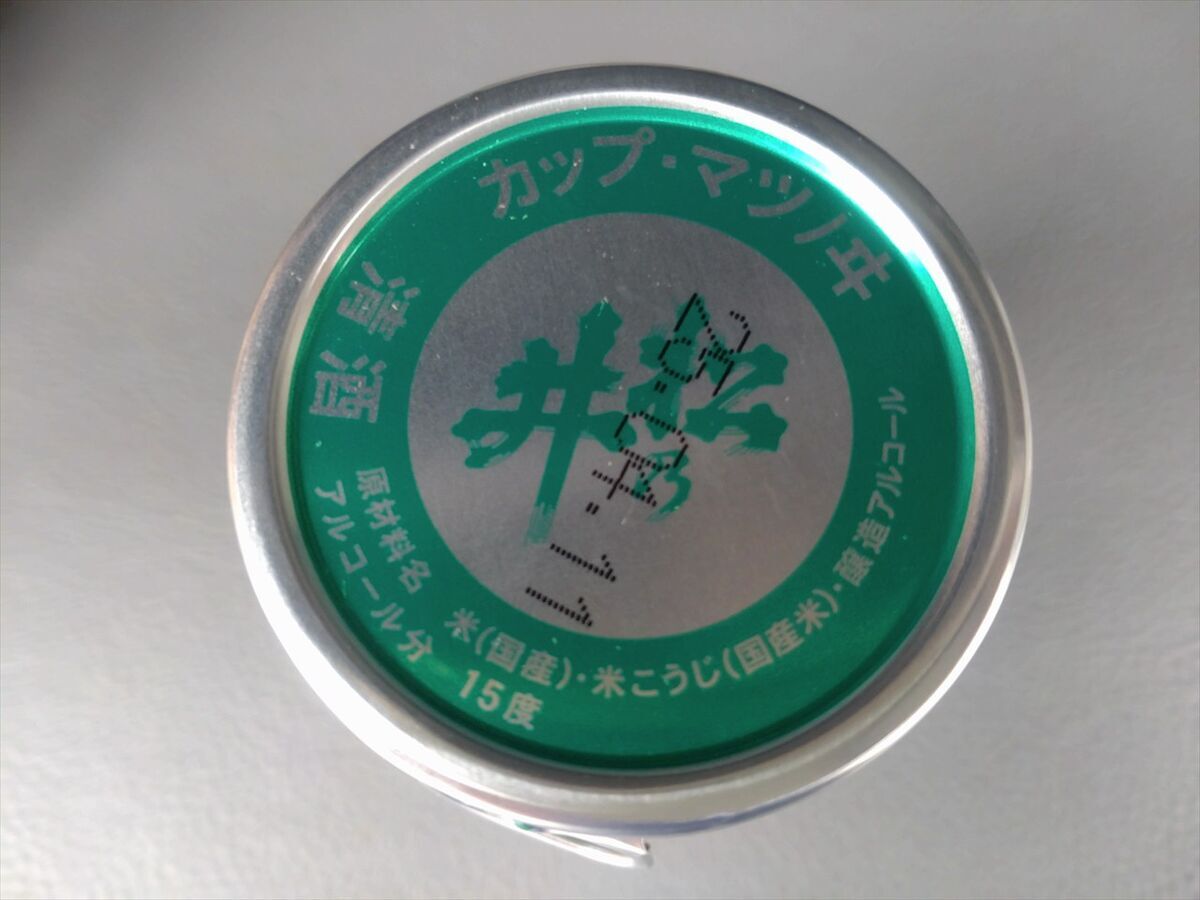 カップ・マツノヰ
清酒
松乃井
原材料名 米(国産)・米こうじ(国産米)・醸造アルコール
アルコール分 15度